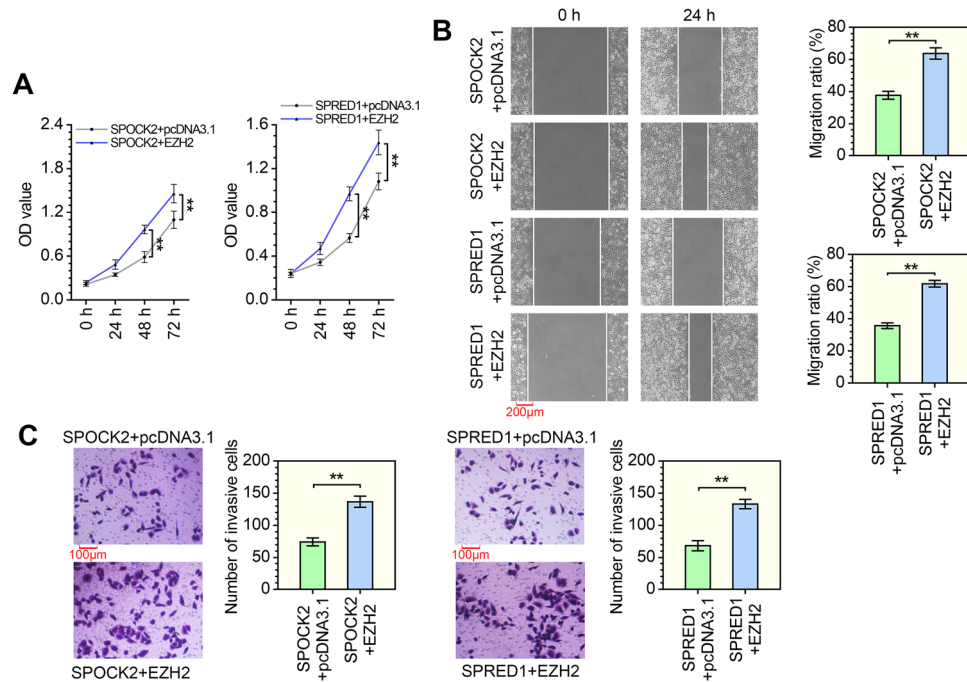 A
SPOCK2+pcDNA3.1
SPOCK2+EZH2
OD value
2.4
1.8
1.2
0.6
0.0
0 h
24 h
48 h
72 h
**
**
SPRED1+pcDNA3.1
SPRED1+EZH2
OD value
1.6
1.2
0.8
0.4
0.0
0 h
24 h
48 h
72 h
**
**
B
0 h
24 h
SPOCK2
+pcDNA3.1
SPOCK2
+EZH2
SPRED1
+pcDNA3.1
SPRED1
+EZH2
200μm
Migration ratio (%)
80
60
40
20
0
**
SPOCK2
+pcDNA3.1
SPOCK2
+EZH2
Migration ratio (%)
80
60
40
20
0
**
SPRED1
+pcDNA3.1
SPRED1
+EZH2
C
SPOCK2+pcDNA3.1
100μm
SPOCK2+EZH2
Number of invasive cells
200
150
100
50
0
**
SPOCK2
+pcDNA3.1
SPOCK2
+EZH2
SPRED1+pcDNA3.1
100μm
SPRED1+EZH2
Number of invasive cells
200
150
100
50
0
**
SPRED1
+pcDNA3.1
SPRED1
+EZH2